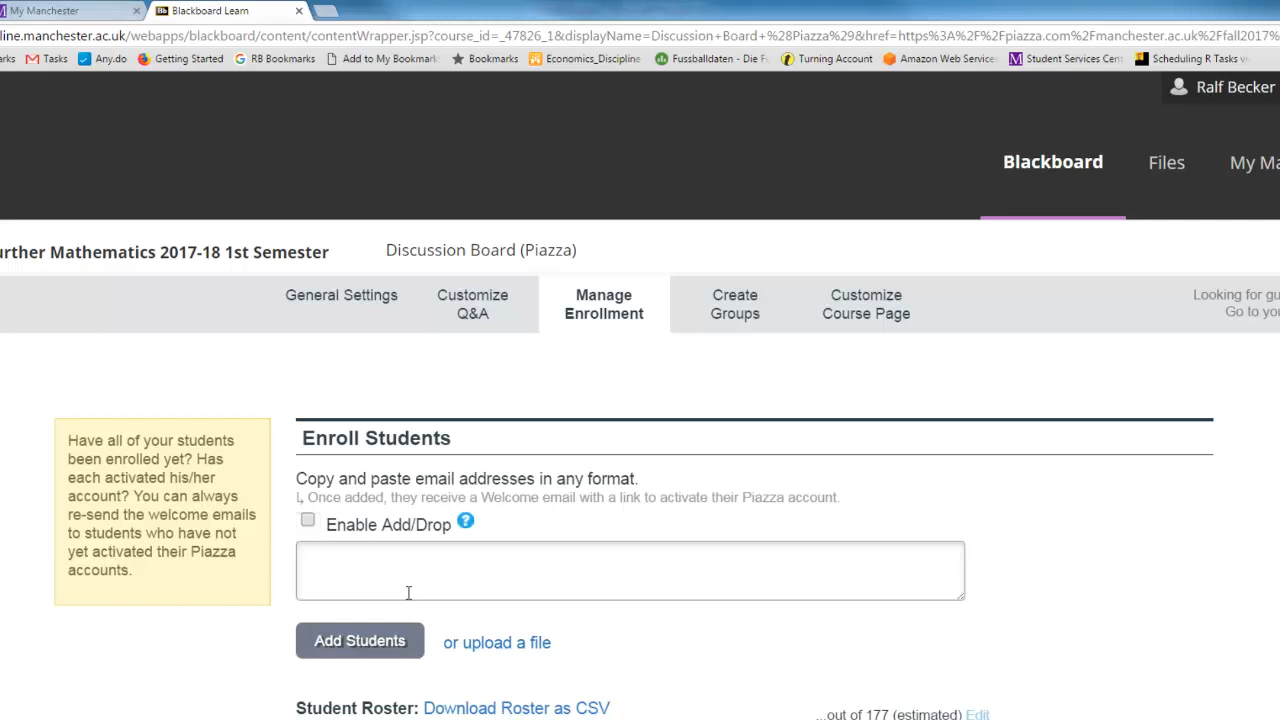 My Manchester
Blackboard Learn
line.manchester.ac.uk/webapps/blackboard/content/contentWrapper.jsp?course_id=_47826_1&displayName=Discussion+Board+%28Piazza%29&href=https%3A%2F%2Fpiazza.com%2Fmanchester.ac.uk%2Ffall2017%
rks Tasks Any.do Getting Started RB Bookmarks Add to My Bookmark Bookmarks Economics_Discipline Fussballdaten - Die Fu Turning Account Amazon Web Services Student Services Cent Scheduling R Tasks v
Ralf Becker
Blackboard Files My Ma
urther Mathematics 2017-18 1st Semester Discussion Board (Piazza)
General Settings
Customize
Q&A
Manage
Enrollment
Create
Groups
Customize
Course Page
Looking for gu
Go to you
Have all of your students
been enrolled yet? Has
each activated his/her
account? You can always
re-send the welcome emails
to students who have not
yet activated their Piazza
accounts.
Enroll Students
Copy and paste email addresses in any format.
Once added, they receive a Welcome email with a link to activate their Piazza account.
Enable Add/Drop ?
Add Students or upload a file
Student Roster: Download Roster as CSV
...out of 177 (estimated) Edit